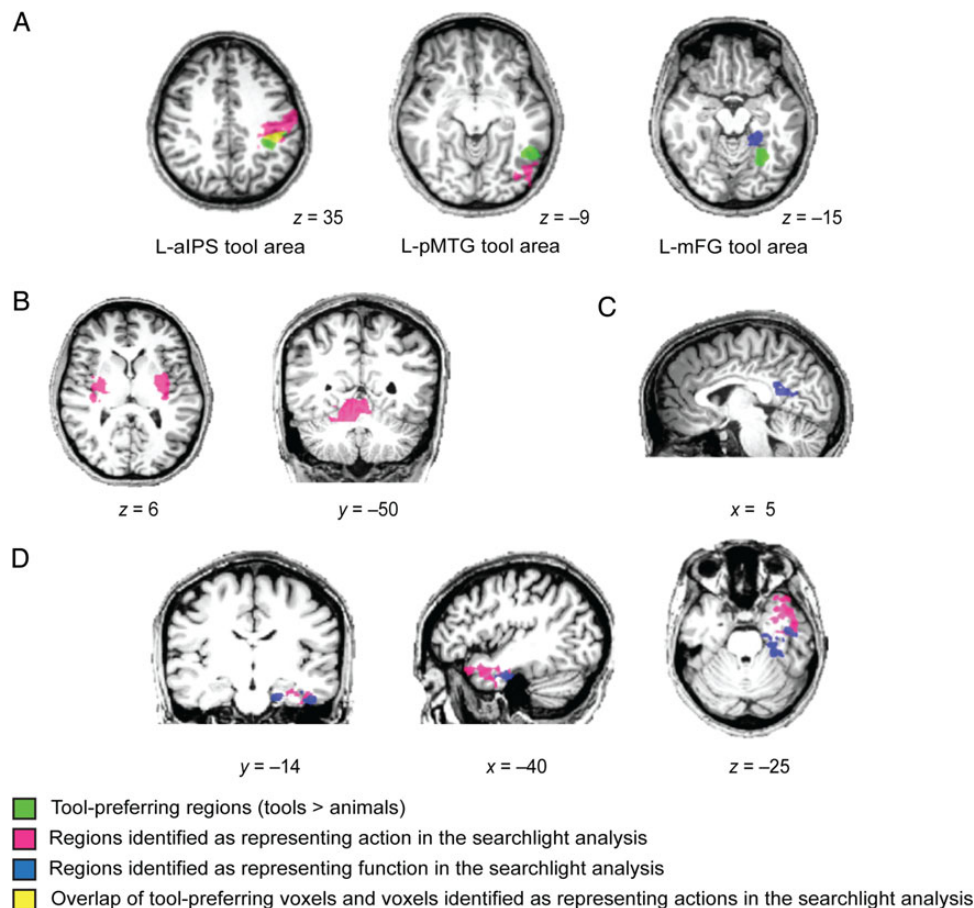 A
z = 35
z = –9
z = –15
L-aIPS tool area
L-pMTG tool area
L-mFG tool area
B
C
z = 6
y = –50
x = 5
D
y = –14
x = –40
z = –25
Tool-preferring regions (tools > animals)
Regions identified as representing action in the searchlight analysis
Regions identified as representing function in the searchlight analysis
Overlap of tool-preferring voxels and voxels identified as representing actions in the searchlight analysis